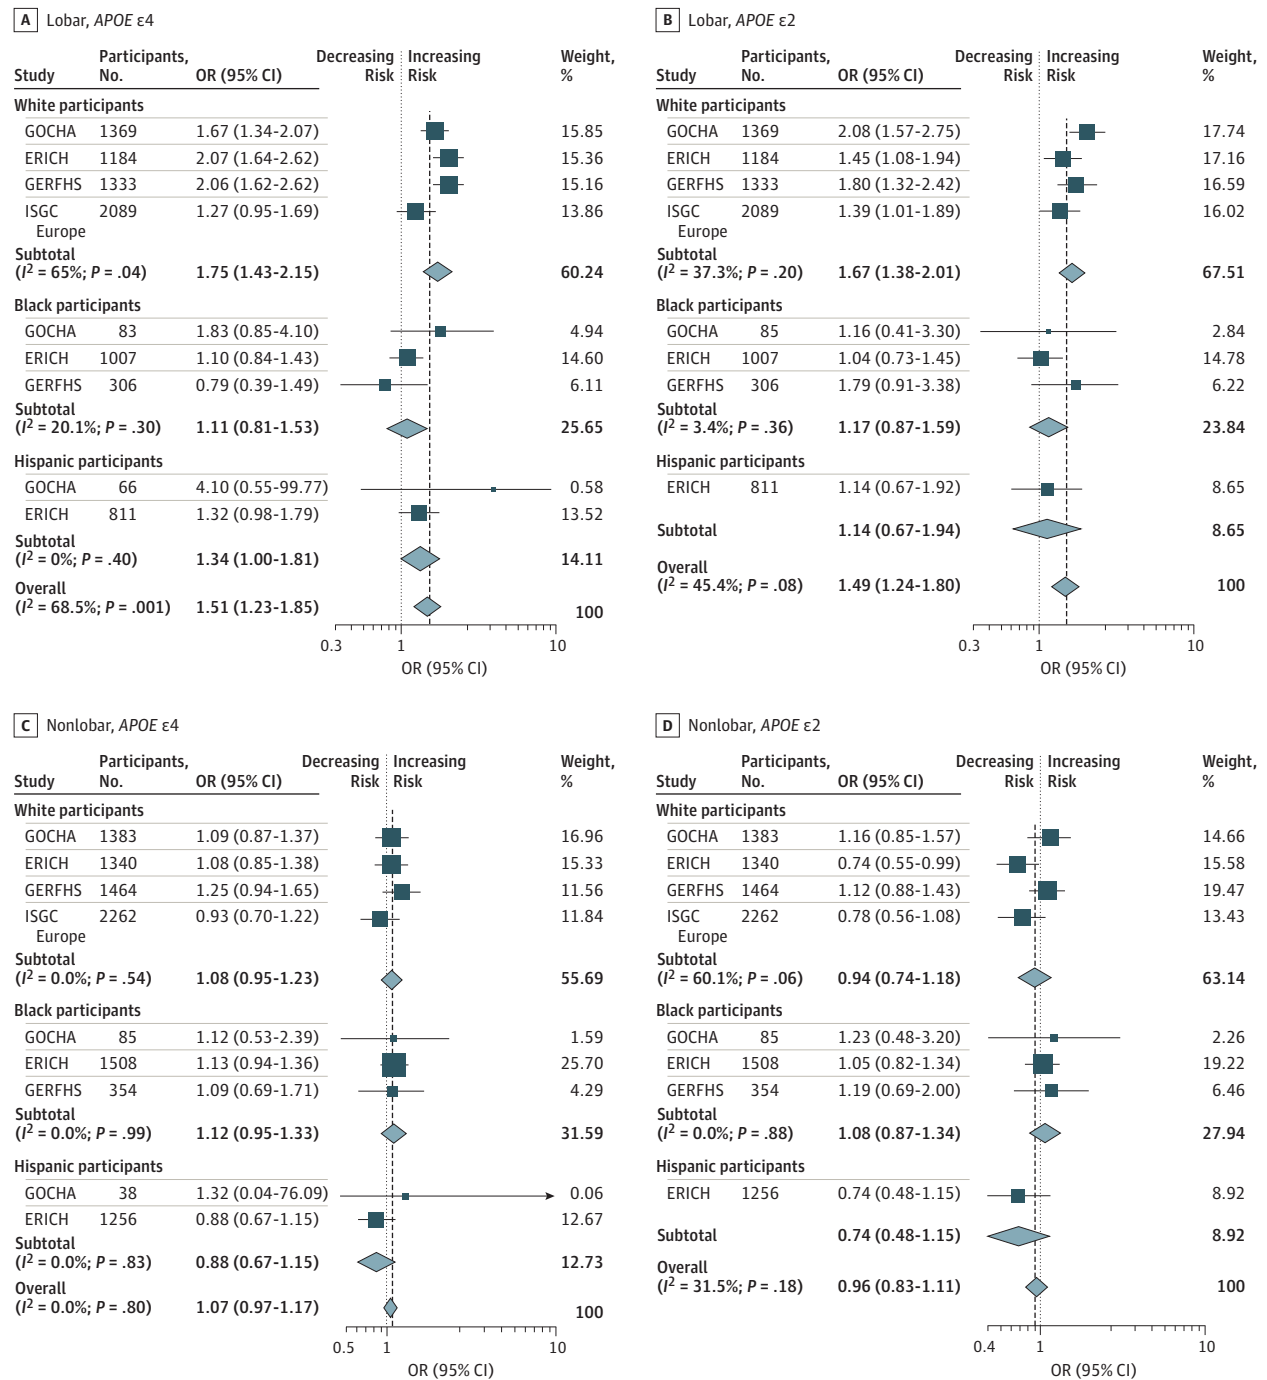 A Lobar, APOE ε4
Study Participants, No. OR (95% CI) Decreasing Risk Increasing Risk Weight, %
White participants
GOCHA 1369 1.67 (1.34-2.07) 15.85
ERICH 1184 2.07 (1.64-2.62) 15.36
GERFHS 1333 2.06 (1.62-2.62) 15.16
ISGC Europe 2089 1.27 (0.95-1.69) 13.86
Subtotal
(I² = 65%; P = .04) 1.75 (1.43-2.15) 60.24
Black participants
GOCHA 83 1.83 (0.85-4.10) 4.94
ERICH 1007 1.10 (0.84-1.43) 14.60
GERFHS 306 0.79 (0.39-1.49) 6.11
Subtotal
(I² = 20.1%; P = .30) 1.11 (0.81-1.53) 25.65
Hispanic participants
GOCHA 66 4.10 (0.55-99.77) 0.58
ERICH 811 1.32 (0.98-1.79) 13.52
Subtotal
(I² = 0%; P = .40) 1.34 (1.00-1.81) 14.11
Overall
(I² = 68.5%; P = .001) 1.51 (1.23-1.85) 100
0.3 1 10
OR (95% CI)
B Lobar, APOE ε2
Study Participants, No. OR (95% CI) Decreasing Risk Increasing Risk Weight, %
White participants
GOCHA 1369 2.08 (1.57-2.75) 17.74
ERICH 1184 1.45 (1.08-1.94) 17.16
GERFHS 1333 1.80 (1.32-2.42) 16.59
ISGC Europe 2089 1.39 (1.01-1.89) 16.02
Subtotal
(I² = 37.3%; P = .20) 1.67 (1.38-2.01) 67.51
Black participants
GOCHA 85 1.16 (0.41-3.30) 2.84
ERICH 1007 1.04 (0.73-1.45) 14.78
GERFHS 306 1.79 (0.91-3.38) 6.22
Subtotal
(I² = 3.4%; P = .36) 1.17 (0.87-1.59) 23.84
Hispanic participants
ERICH 811 1.14 (0.67-1.92) 8.65
Subtotal 1.14 (0.67-1.94) 8.65
Overall
(I² = 45.4%; P = .08) 1.49 (1.24-1.80) 100
0.3 1 10
OR (95% CI)
C Nonlobar, APOE ε4
Study Participants, No. OR (95% CI) Decreasing Risk Increasing Risk Weight, %
White participants
GOCHA 1383 1.09 (0.87-1.37) 16.96
ERICH 1340 1.08 (0.85-1.38) 15.33
GERFHS 1464 1.25 (0.94-1.65) 11.56
ISGC Europe 2262 0.93 (0.70-1.22) 11.84
Subtotal
(I² = 0.0%; P = .54) 1.08 (0.95-1.23) 55.69
Black participants
GOCHA 85 1.12 (0.53-2.39) 1.59
ERICH 1508 1.13 (0.94-1.36) 25.70
GERFHS 354 1.09 (0.69-1.71) 4.29
Subtotal
(I² = 0.0%; P = .99) 1.12 (0.95-1.33) 31.59
Hispanic participants
GOCHA 38 1.32 (0.04-76.09) 0.06
ERICH 1256 0.88 (0.67-1.15) 12.67
Subtotal
(I² = 0.0%; P = .83) 0.88 (0.67-1.15) 12.73
Overall
(I² = 0.0%; P = .80) 1.07 (0.97-1.17) 100
0.5 1 10
OR (95% CI)
D Nonlobar, APOE ε2
Study Participants, No. OR (95% CI) Decreasing Risk Increasing Risk Weight, %
White participants
GOCHA 1383 1.16 (0.85-1.57) 14.66
ERICH 1340 0.74 (0.55-0.99) 15.58
GERFHS 1464 1.12 (0.88-1.43) 19.47
ISGC Europe 2262 0.78 (0.56-1.08) 13.43
Subtotal
(I² = 60.1%; P = .06) 0.94 (0.74-1.18) 63.14
Black participants
GOCHA 85 1.23 (0.48-3.20) 2.26
ERICH 1508 1.05 (0.82-1.34) 19.22
GERFHS 354 1.19 (0.69-2.00) 6.46
Subtotal
(I² = 0.0%; P = .88) 1.08 (0.87-1.34) 27.94
Hispanic participants
ERICH 1256 0.74 (0.48-1.15) 8.92
Subtotal 0.74 (0.48-1.15) 8.92
Overall
(I² = 31.5%; P = .18) 0.96 (0.83-1.11) 100
0.4 1 10
OR (95% CI)